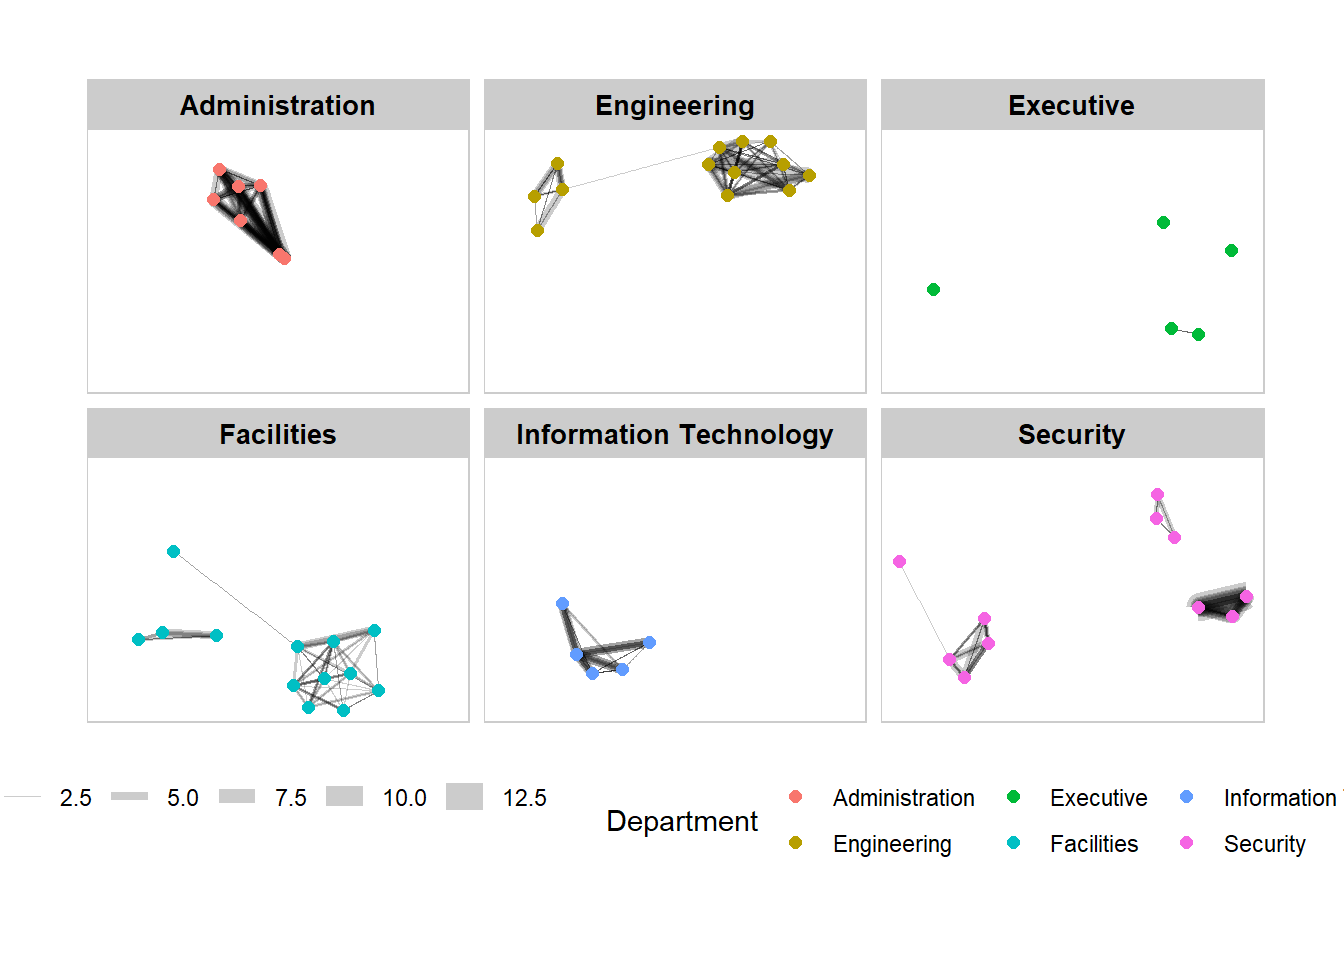 Administration
Engineering
Executive
Facilities
Information Technology
Security
2.5 5.0 7.5 10.0 12.5
Department
Administration Executive Information
Engineering Facilities Security